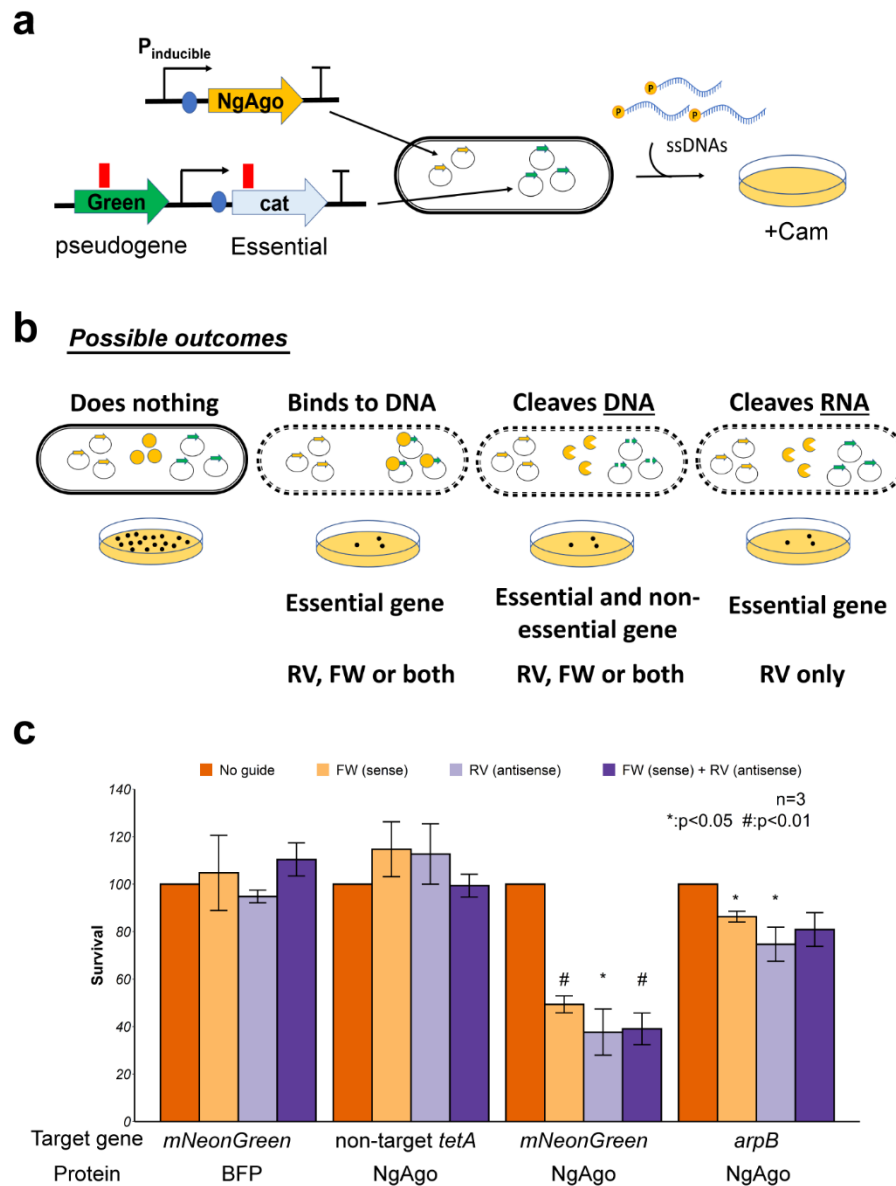 a
Pinducible
NgAgo
Green
cat
pseudogene
Essential
P
P
P
ssDNAs
+Cam
b
Possible outcomes
Does nothing
Binds to DNA
Cleaves DNA
Cleaves RNA
Essential gene
Essential and non-
essential gene
Essential gene
RV, FW or both
RV, FW or both
RV only
c
No guide
FW (sense)
RV (antisense)
FW (sense) + RV (antisense)
n=3
*:p<0.05 #:p<0.01
Survival
140
120
100
80
60
40
20
0
# * #
* *
Target gene
mNeonGreen
non-target tetA
mNeonGreen
arpB
Protein
BFP
NgAgo
NgAgo
NgAgo